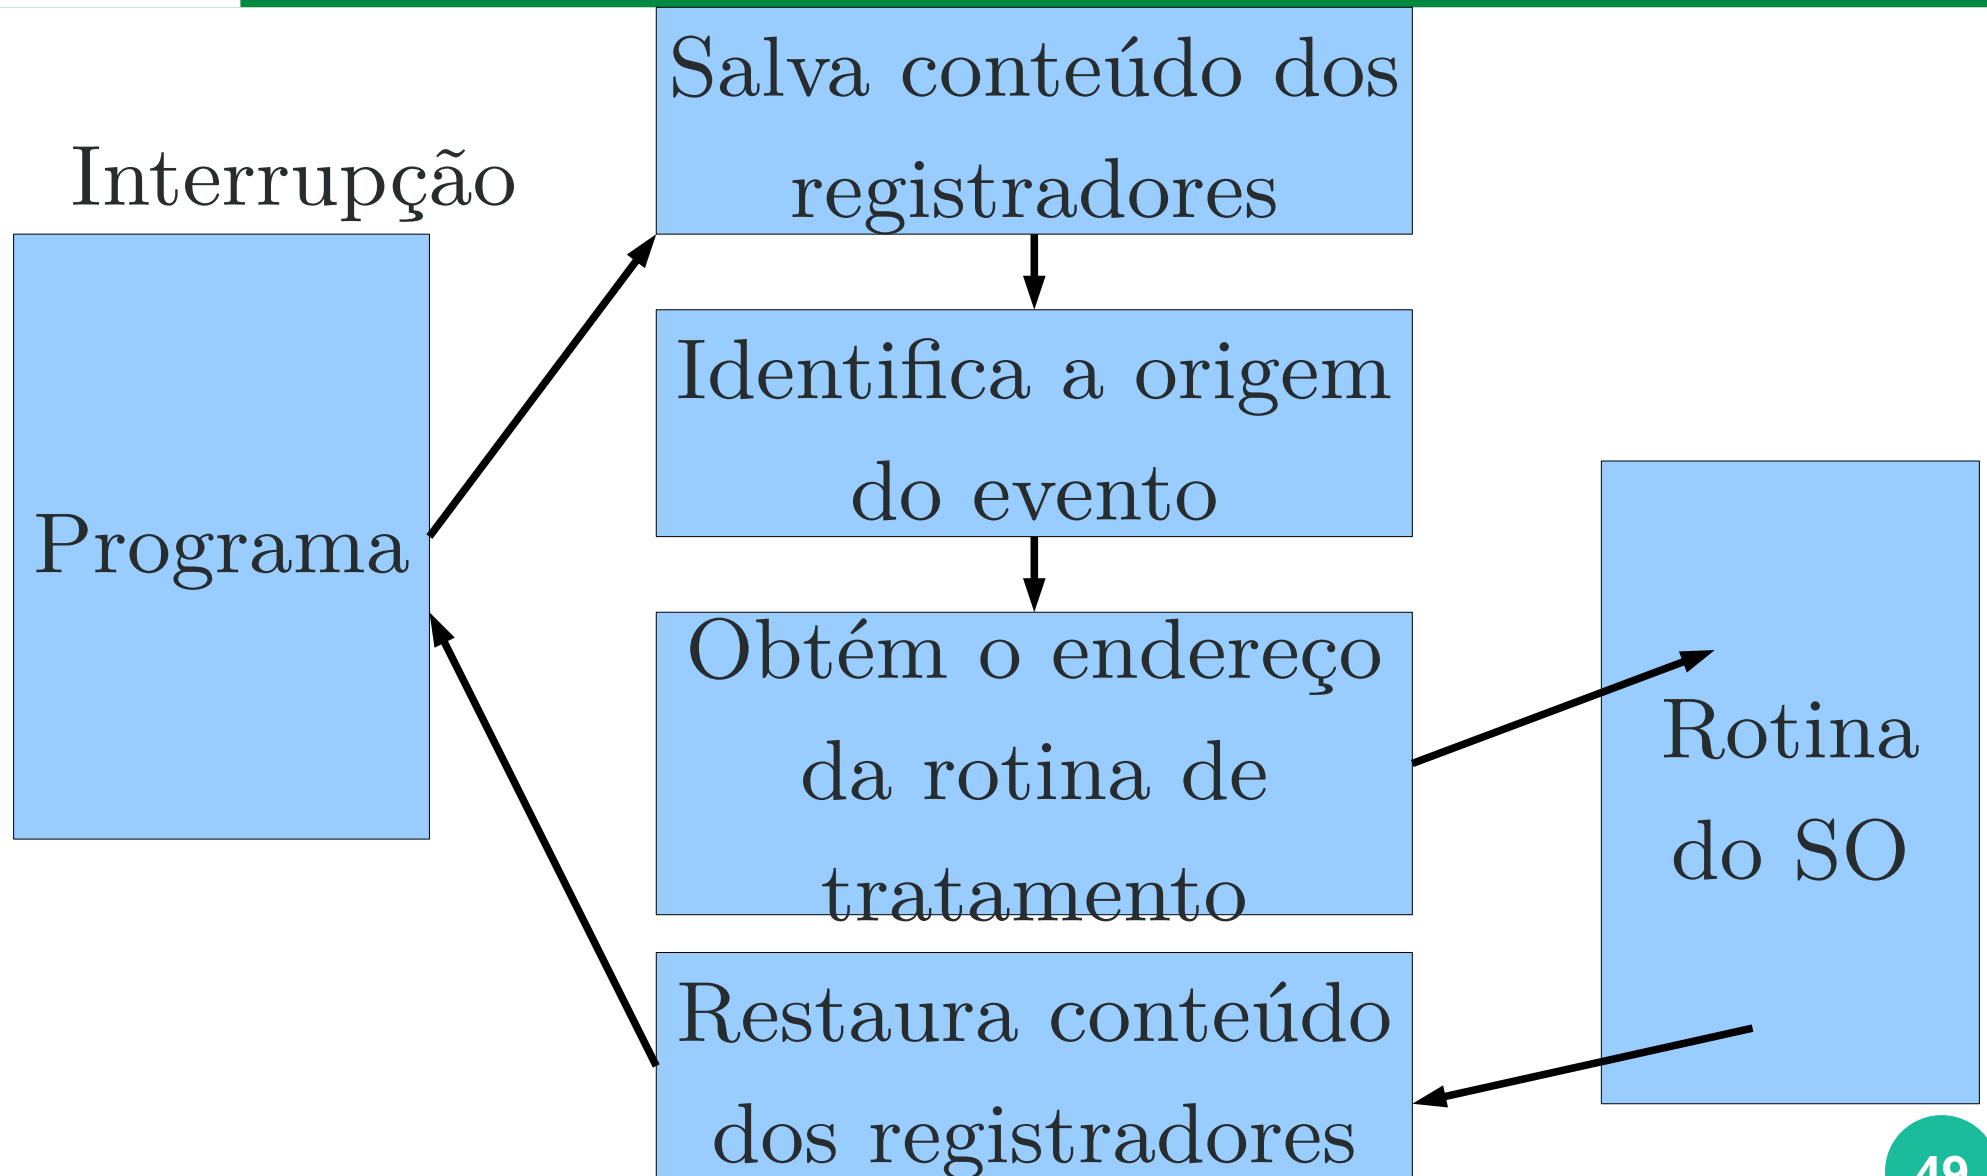 Salva conteúdo dos
registradores
Interrupção
Identifica a origem
do evento
Programa
Obtém o endereço
da rotina de
tratamento
Rotina
do SO
Restaura conteúdo
dos registradores
49